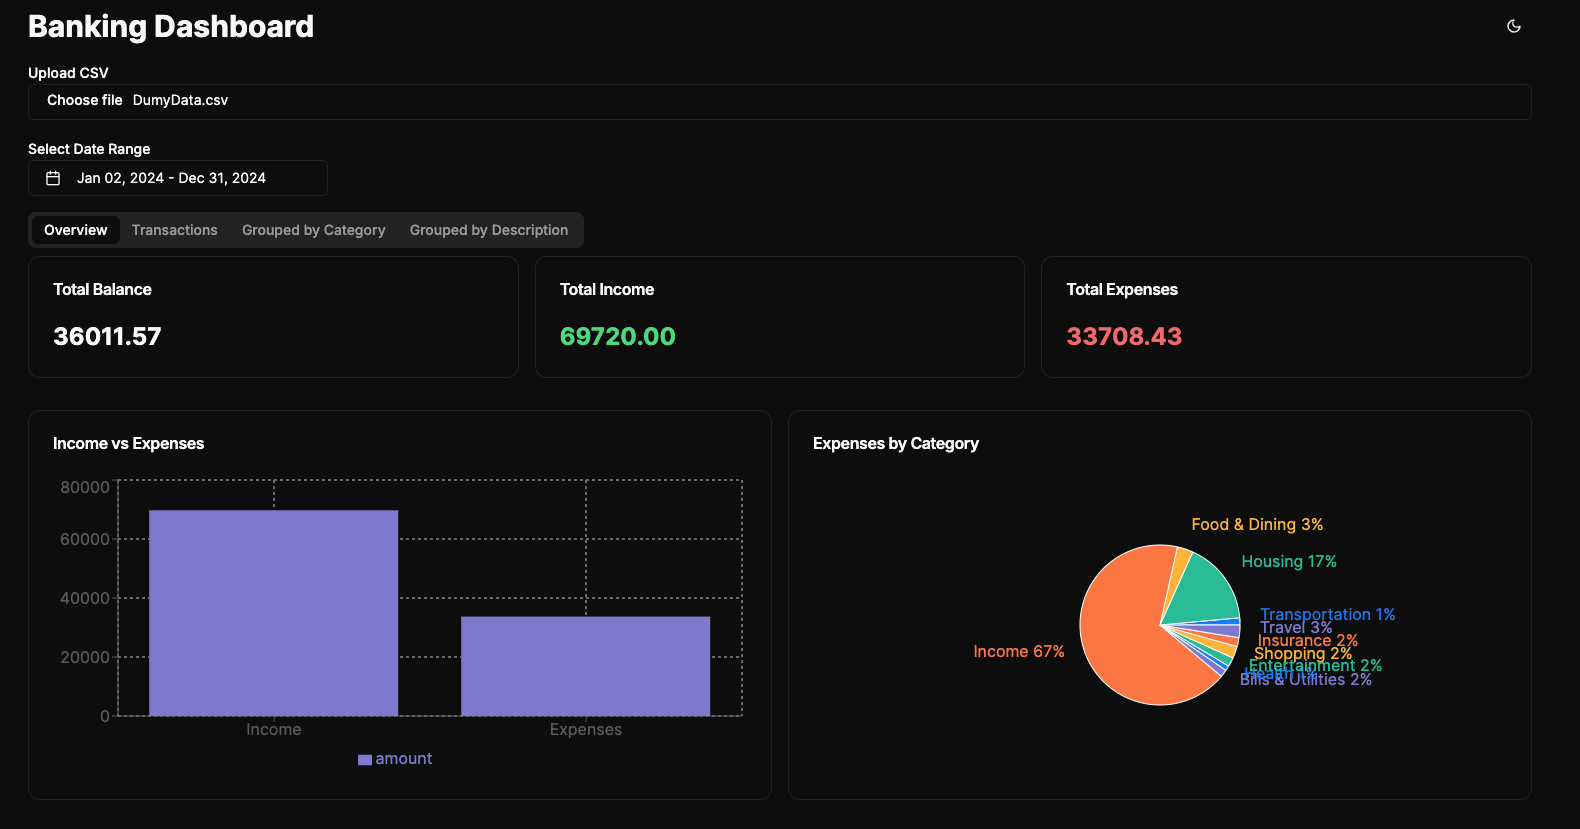 Banking Dashboard
Upload CSV
Choose file DumyData.csv
Select Date Range
Jan 02, 2024 - Dec 31, 2024
Overview Transactions Grouped by Category Grouped by Description
Total Balance
36011.57
Total Income
69720.00
Total Expenses
33708.43
Income vs Expenses
80000
60000
40000
20000
0
Income Expenses
amount
Expenses by Category
Food & Dining 3%
Housing 17%
Transportation 1%
Travel 3%
Insurance 2%
Income 67%
Shopping 2%
Entertainment 2%
Health 1%
Bills & Utilities 2%